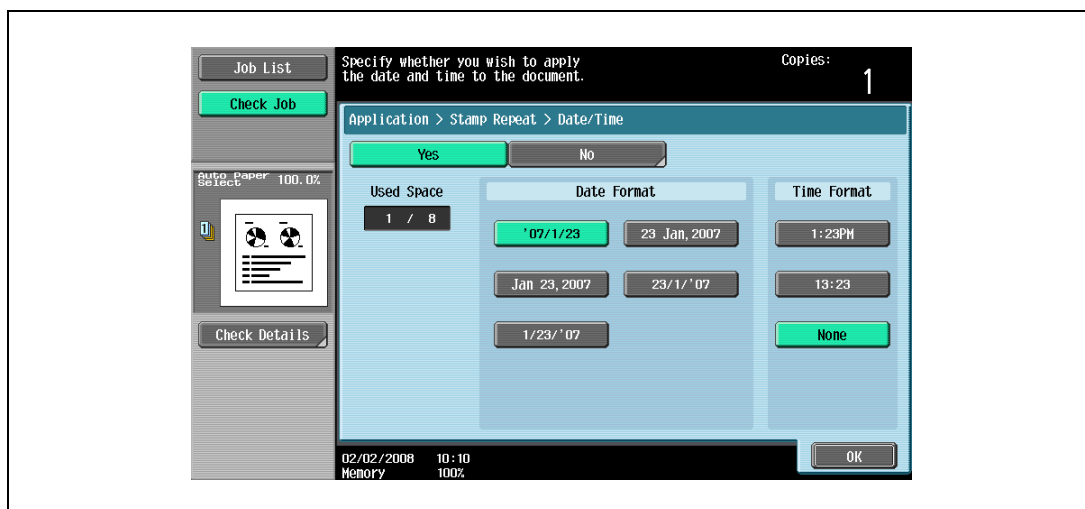 Job List
Check Job
Specify whether you wish to apply
the date and time to the document.
Copies:
1
Application > Stamp Repeat > Date/Time
Yes
No
Auto Paper
Select
100.0%
1
Used Space
1 / 8
Date Format
'07/1/23
23 Jan,2007
Jan 23,2007
23/1/'07
1/23/'07
Time Format
1:23PM
13:23
None
Check Details
02/02/2008 10:10
Memory 100%
OK